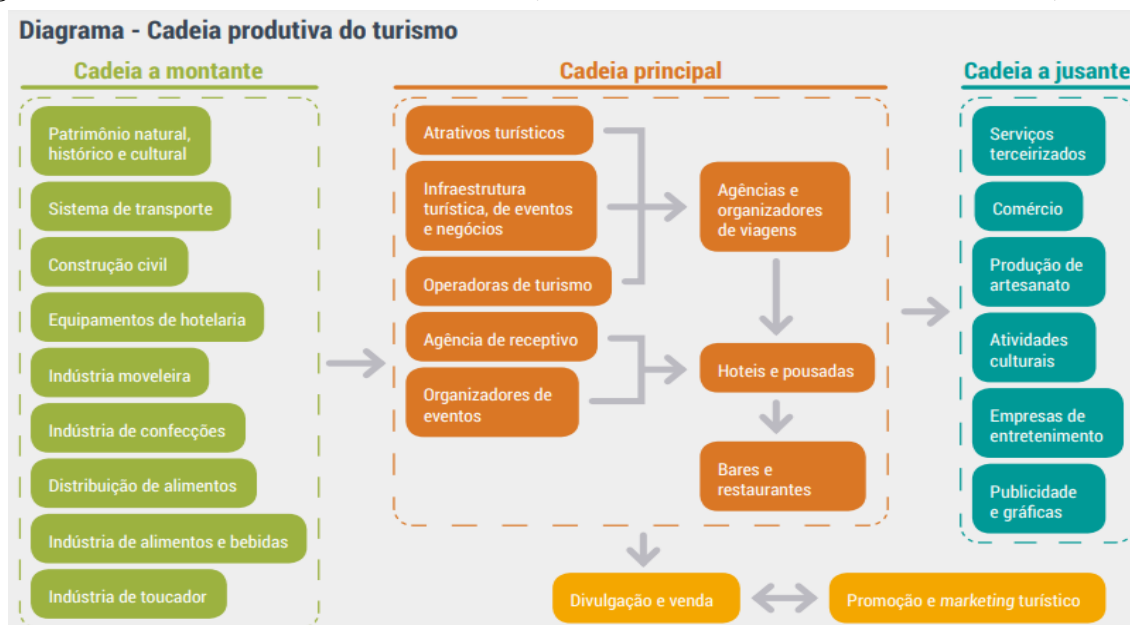 Diagrama - Cadeia produtiva do turismo
Cadeia a montante
Patrimônio natural,
histórico e cultural
Sistema de transporte
Construção civil
Equipamentos de hotelaria
Indústria moveleira
Indústria de confecções
Distribuição de alimentos
Indústria de alimentos e bebidas
Indústria de toucador
Cadeia principal
Atrativos turísticos
Infraestrutura
turística, de eventos
e negócios
Operadoras de turismo
Agência de receptivo
Organizadores de
eventos
Agências e
organizadores
de viagens
Hoteis e pousadas
Bares e
restaurantes
Divulgação e venda
Promoção e marketing turístico
Cadeia a jusante
Serviços
terceirizados
Comércio
Produção de
artesanato
Atividades
culturais
Empresas de
entretenimento
Publicidade
e gráficas